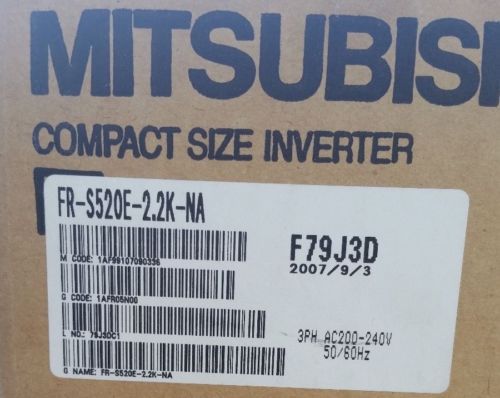 MITSUBIS
COMPACT SIZE INVERTER
FR-S520E-2.2K-NA
M CODE: 1AF99107090336
G CODE: 1AFR05N00
L NO.: 79J3DC1
G NAME: FR-S520E-2.2K-NA
F79J3D
2007/9/3
3PH AC200-240V
50/60Hz